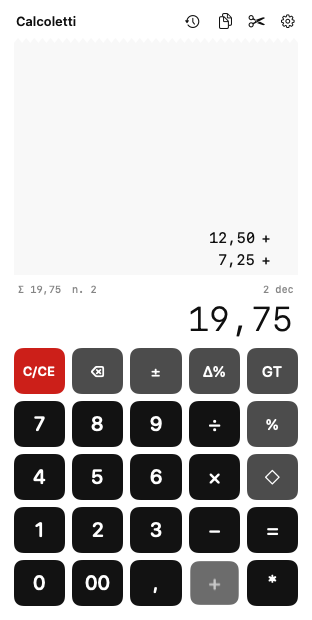 Calcoletti
12,50 +
7,25 +
Σ 19,75 n. 2 2 dec
19,75
C/CE ⌫ ± Δ% GT
7 8 9 ÷ %
4 5 6 × ◇
1 2 3 − =
0 00 , + *